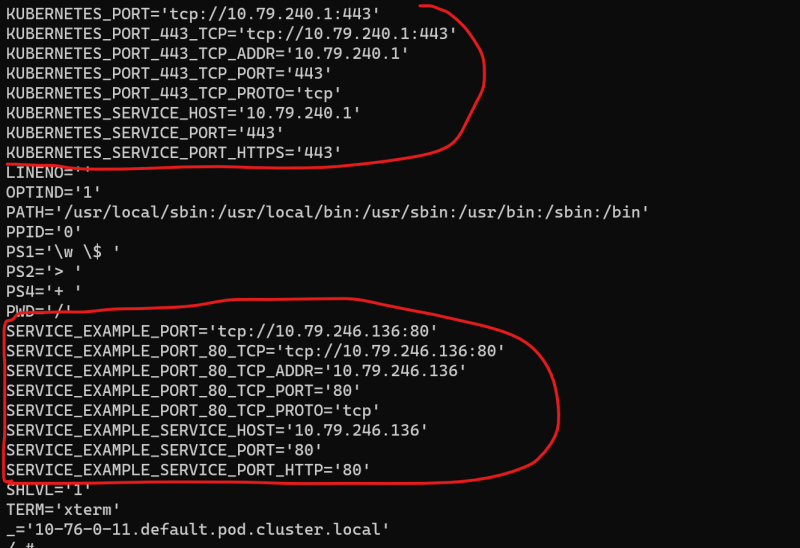 KUBERNETES_PORT='tcp://10.79.240.1:443'
KUBERNETES_PORT_443_TCP='tcp://10.79.240.1:443'
KUBERNETES_PORT_443_TCP_ADDR='10.79.240.1'
KUBERNETES_PORT_443_TCP_PORT='443'
KUBERNETES_PORT_443_TCP_PROTO='tcp'
KUBERNETES_SERVICE_HOST='10.79.240.1'
KUBERNETES_SERVICE_PORT='443'
KUBERNETES_SERVICE_PORT_HTTPS='443'
LINENO=''
OPTIND='1'
PATH='/usr/local/sbin:/usr/local/bin:/usr/sbin:/usr/bin:/sbin:/bin'
PPID='0'
PS1='\w \$ '
PS2='> '
PS4='+ '
PWD='/'
SERVICE_EXAMPLE_PORT='tcp://10.79.246.136:80'
SERVICE_EXAMPLE_PORT_80_TCP='tcp://10.79.246.136:80'
SERVICE_EXAMPLE_PORT_80_TCP_ADDR='10.79.246.136'
SERVICE_EXAMPLE_PORT_80_TCP_PORT='80'
SERVICE_EXAMPLE_PORT_80_TCP_PROTO='tcp'
SERVICE_EXAMPLE_SERVICE_HOST='10.79.246.136'
SERVICE_EXAMPLE_SERVICE_PORT='80'
SERVICE_EXAMPLE_SERVICE_PORT_HTTP='80'
SHLVL='1'
TERM='xterm'
_='10-76-0-11.default.pod.cluster.local'
/ #